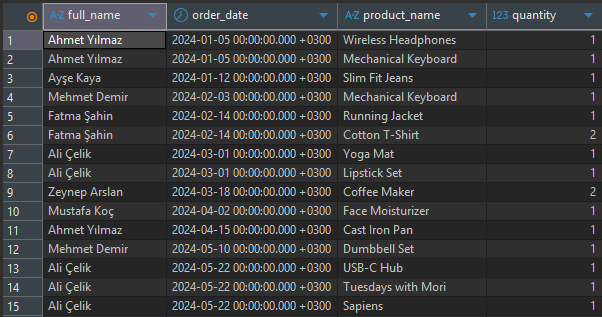 A-Z full_name order_date A-Z product_name 123 quantity
1 Ahmet Yılmaz 2024-01-05 00:00:00.000 +0300 Wireless Headphones 1
2 Ahmet Yılmaz 2024-01-05 00:00:00.000 +0300 Mechanical Keyboard 1
3 Ayşe Kaya 2024-01-12 00:00:00.000 +0300 Slim Fit Jeans 1
4 Mehmet Demir 2024-02-03 00:00:00.000 +0300 Mechanical Keyboard 1
5 Fatma Şahin 2024-02-14 00:00:00.000 +0300 Running Jacket 1
6 Fatma Şahin 2024-02-14 00:00:00.000 +0300 Cotton T-Shirt 2
7 Ali Çelik 2024-03-01 00:00:00.000 +0300 Yoga Mat 1
8 Ali Çelik 2024-03-01 00:00:00.000 +0300 Lipstick Set 1
9 Zeynep Arslan 2024-03-18 00:00:00.000 +0300 Coffee Maker 2
10 Mustafa Koç 2024-04-02 00:00:00.000 +0300 Face Moisturizer 1
11 Ahmet Yılmaz 2024-04-15 00:00:00.000 +0300 Cast Iron Pan 1
12 Mehmet Demir 2024-05-10 00:00:00.000 +0300 Dumbbell Set 1
13 Ali Çelik 2024-05-22 00:00:00.000 +0300 USB-C Hub 1
14 Ali Çelik 2024-05-22 00:00:00.000 +0300 Tuesdays with Mori 1
15 Ali Çelik 2024-05-22 00:00:00.000 +0300 Sapiens 1